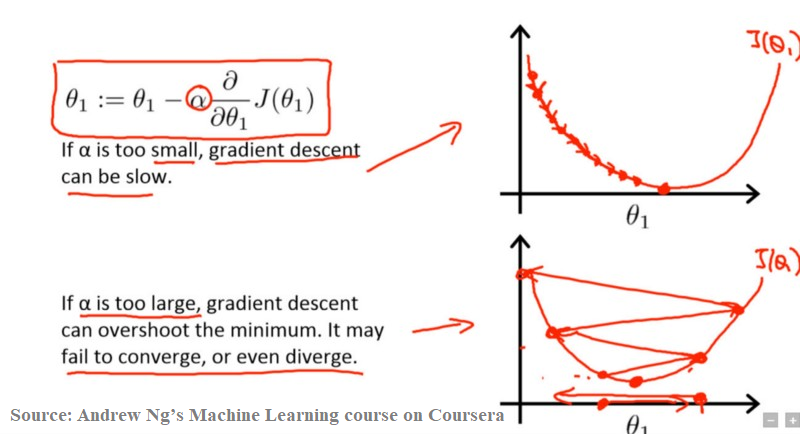 θ₁ := θ₁ − α ∂/∂θ₁ J(θ₁)
If α is too small, gradient descent
can be slow.
J(θ₁)
θ₁
If α is too large, gradient descent
can overshoot the minimum. It may
fail to converge, or even diverge.
J(θ₁)
θ₁
Source: Andrew Ng's Machine Learning course on Coursera